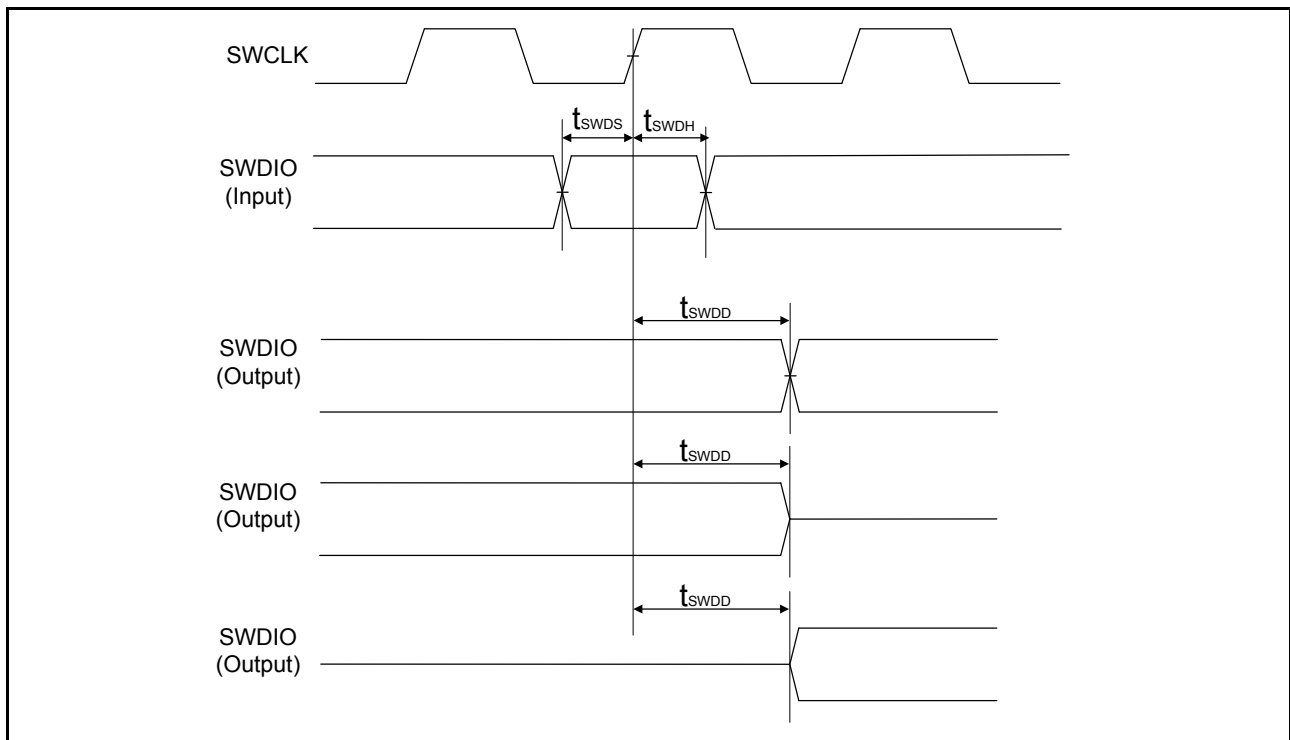 SWCLK
tSWDS
tSWDH
SWDIO
(Input)
tSWDD
SWDIO
(Output)
tSWDD
SWDIO
(Output)
tSWDD
SWDIO
(Output)